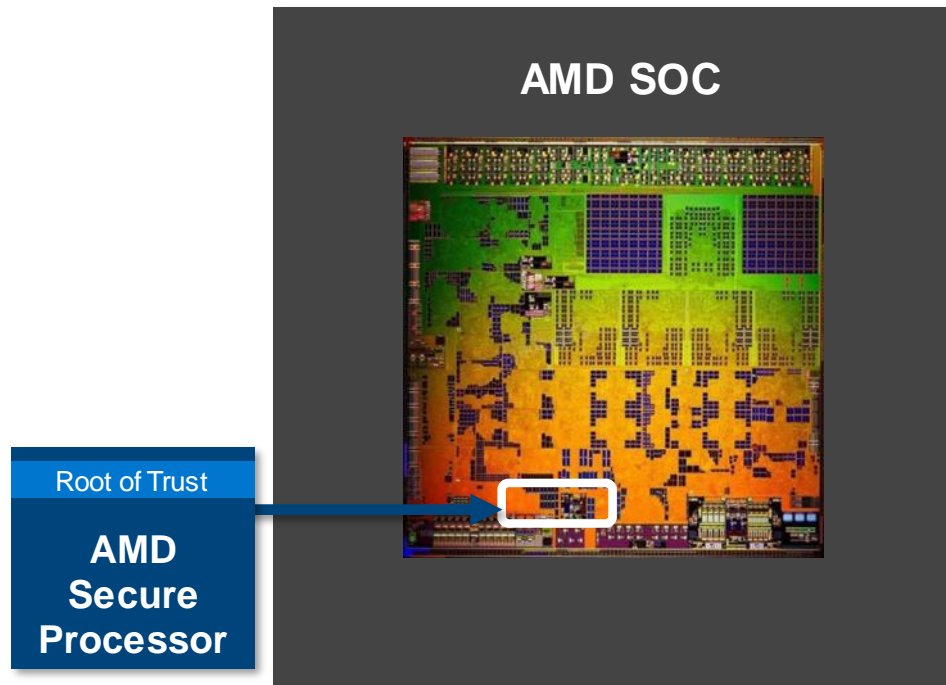 AMD SOC
Root of Trust
AMD
Secure
Processor